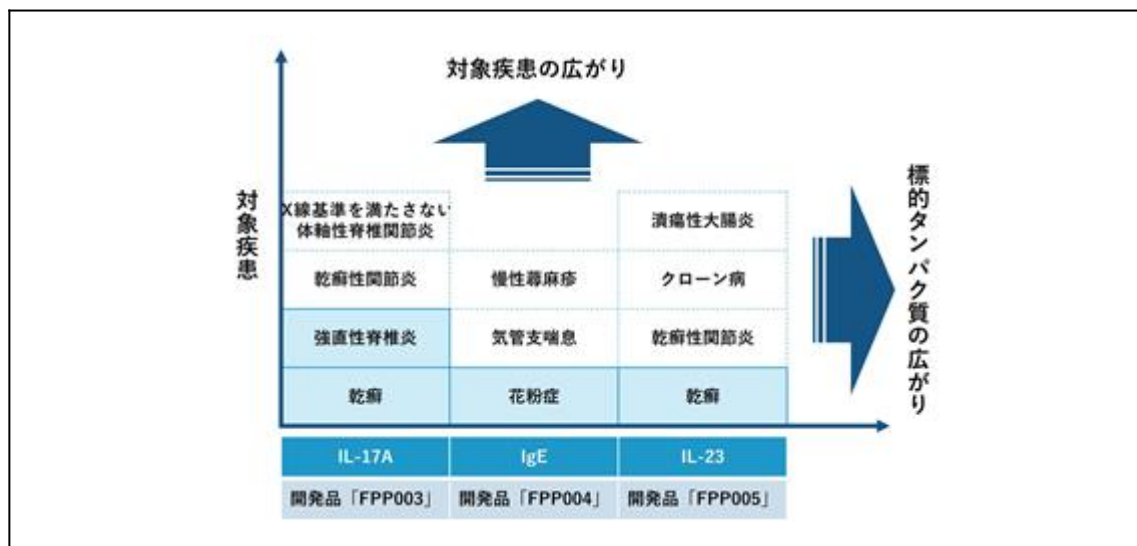 対象疾患の広がり
対象疾患
標的タンパク質の広がり
X線基準を満たさない
体軸性脊椎関節炎
潰瘍性大腸炎
乾癬性関節炎
慢性蕁麻疹
クローン病
強直性脊椎炎
気管支喘息
乾癬性関節炎
乾癬
花粉症
乾癬
IL-17A
IgE
IL-23
開発品「FPP003」
開発品「FPP004」
開発品「FPP005」